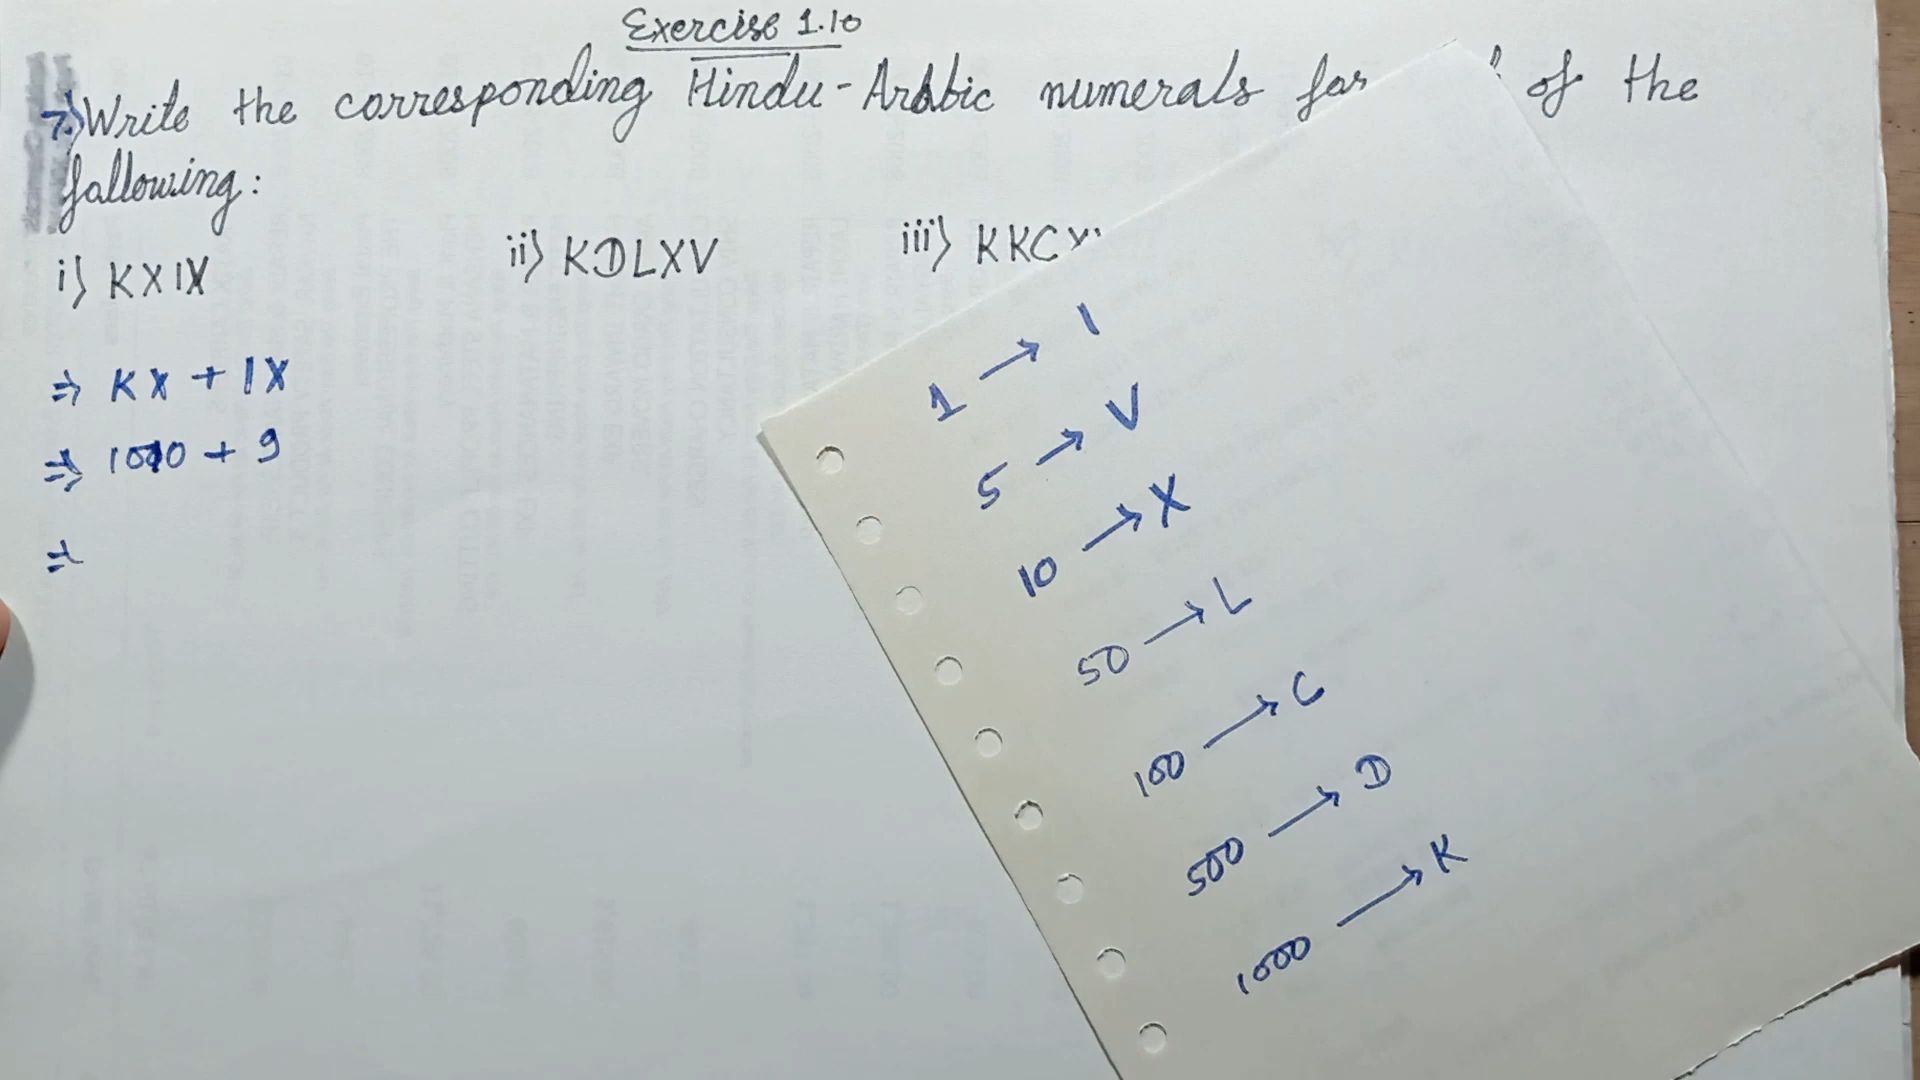 Exercise 1.10
7.) Write the corresponding Hindu-Arabic numerals for of the
following:
i) KXIX ii) KDLXV iii) KKCX
⇒ KX + IX
⇒ 1010 + 9
⇒
1 → I
5 → V
10 → X
50 → L
100 → C
500 → D
1000 → K